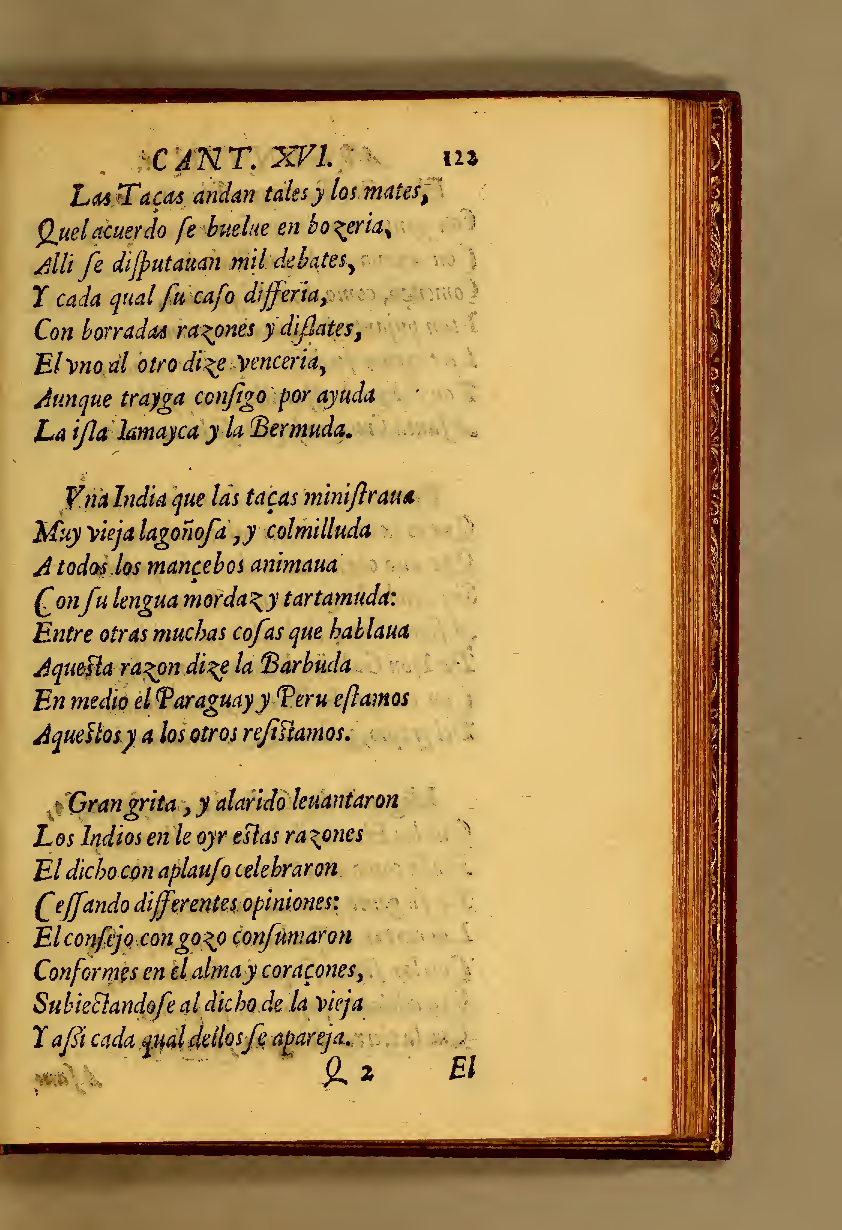 CANT. XVI. 122
Las Taças andan tales y los mates,
Quel acuerdo ſe buelue en bozeria,
Alli ſe diſputauan mil debates,
Y cada qual ſu caſo differia,
Con borradas razones y diſlates,
El vno al otro dize venceria,
Aunque trayga conſigo por ayuda
La iſla Iamayca y la Bermuda.
Vna India que las taças miniſtraua
Muy vieja lagoñoſa, y colmilluda
A todos los mançebos animaua
Con ſu lengua mordaz y tartamuda:
Entre otras muchas coſas que hablaua
Aqueſta razon dize la Barbuda
En medio el Paraguay y Peru eſtamos
Aqueſtos y a los otros reſiſtamos.
Gran grita, y alarido leuantaron
Los Indios en le oyr eſtas razones
El dicho con aplauſo celebraron
Ceſſando differentes opiniones:
El conſejo con gozo conſumaron
Conformes en el alma y coraçones,
Subiectandoſe al dicho de la vieja
Y aſsi cada qual dellos ſe apareja.
Q 2 El